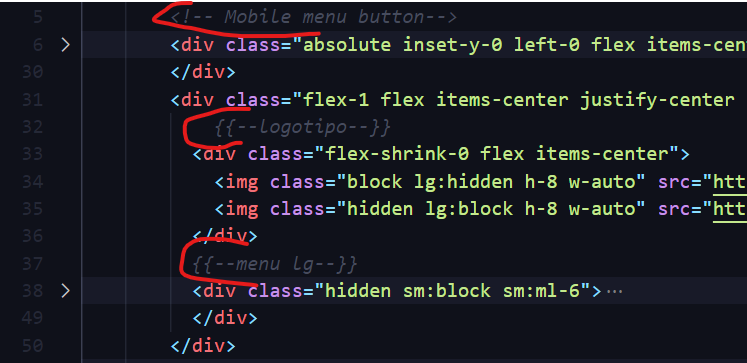 5 <!-- Mobile menu button-->
6 <div class="absolute inset-y-0 left-0 flex items-cen
30 </div>
31 <div class="flex-1 flex items-center justify-center
32 {{--logotipo--}}
33 <div class="flex-shrink-0 flex items-center">
34 <img class="block lg:hidden h-8 w-auto" src="htt
35 <img class="hidden lg:block h-8 w-auto" src="htt
36 </div>
37 {{--menu lg--}}
38 <div class="hidden sm:block sm:ml-6">…
49 </div>
50 </div>